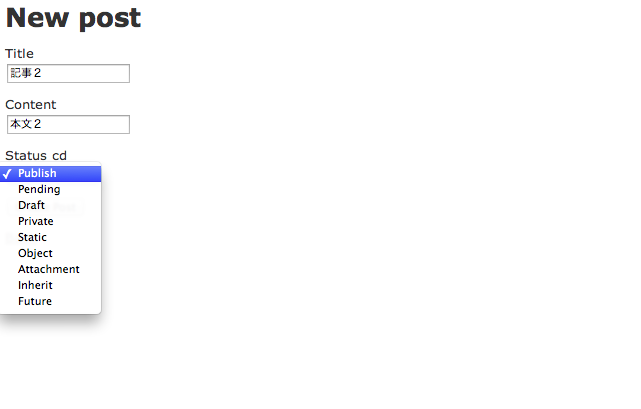 New post
Title
記事２
Content
本文２
Status cd
✓ Publish
Pending
Draft
Private
Static
Object
Attachment
Inherit
Future